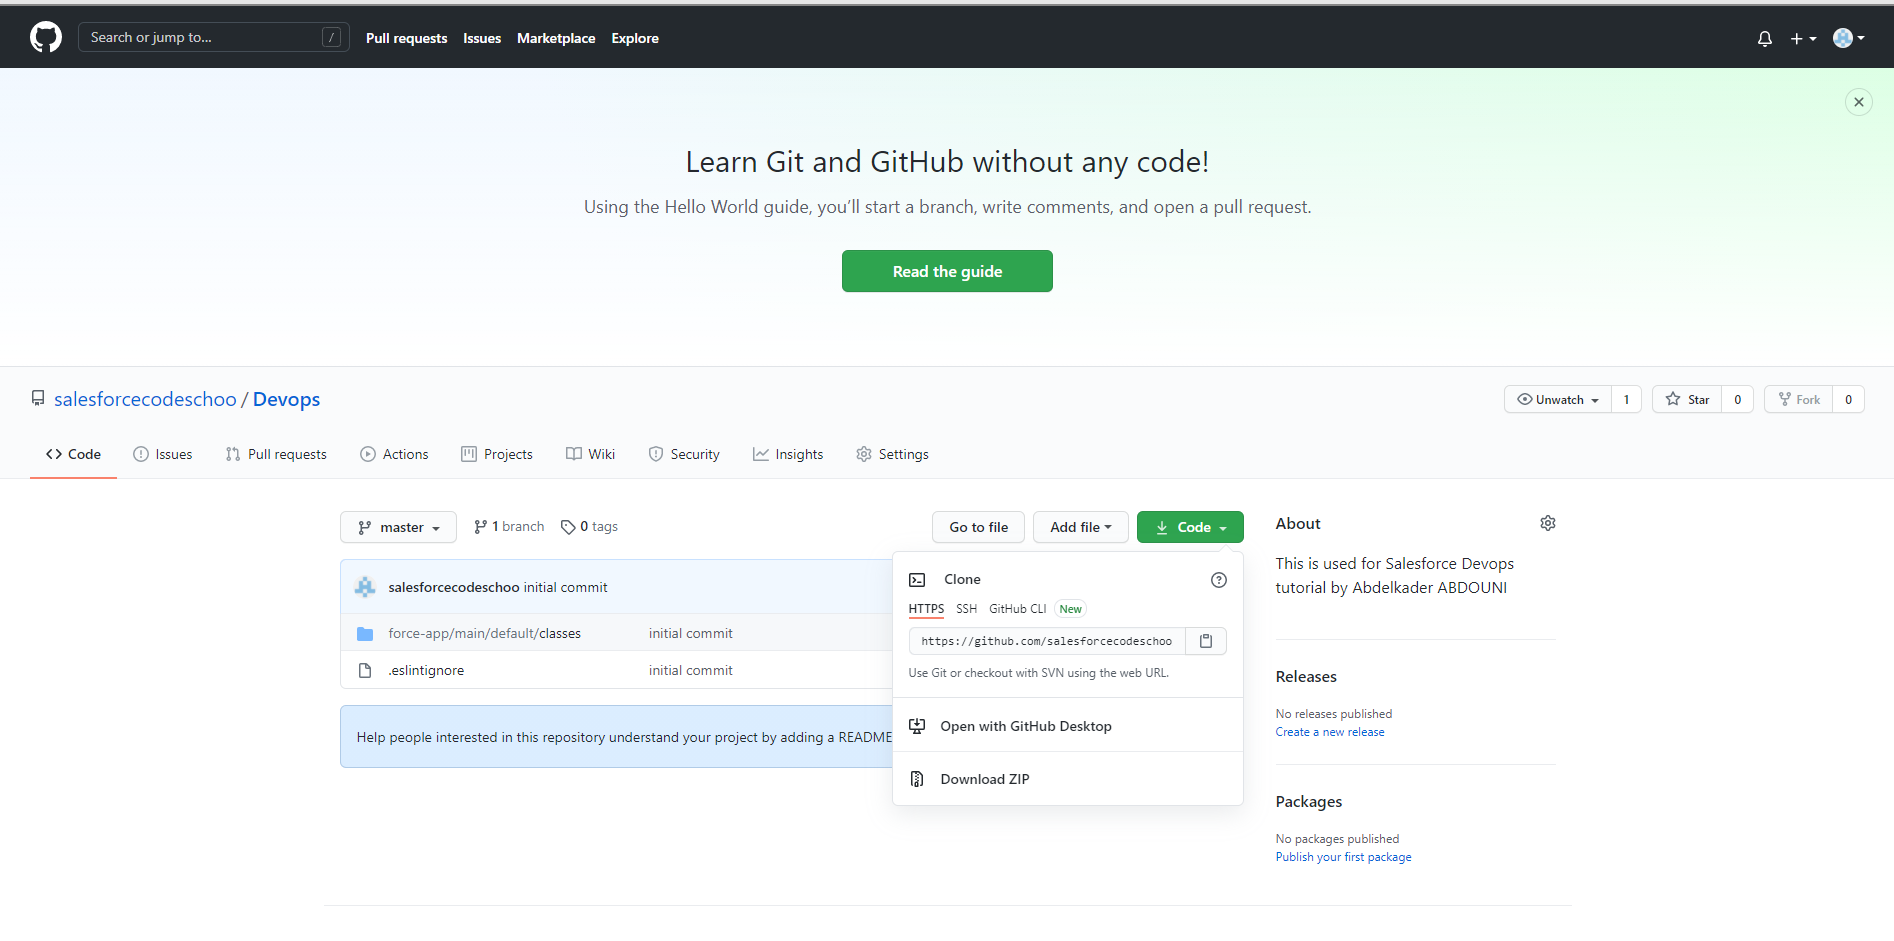 Search or jump to... /
Pull requests Issues Marketplace Explore
Learn Git and GitHub without any code!
Using the Hello World guide, you’ll start a branch, write comments, and open a pull request.
Read the guide
salesforcecodeschoo / Devops
Unwatch 1 Star 0 Fork 0
Code Issues Pull requests Actions Projects Wiki Security Insights Settings
master 1 branch 0 tags
Go to file Add file Code
salesforcecodeschoo initial commit
force-app/main/default/classes initial commit
.eslintignore initial commit
Help people interested in this repository understand your project by adding a README
Clone
HTTPS SSH GitHub CLI New
https://github.com/salesforcecodeschoo
Use Git or checkout with SVN using the web URL.
Open with GitHub Desktop
Download ZIP
About
This is used for Salesforce Devops
tutorial by Abdelkader ABDOUNI
Releases
No releases published
Create a new release
Packages
No packages published
Publish your first package